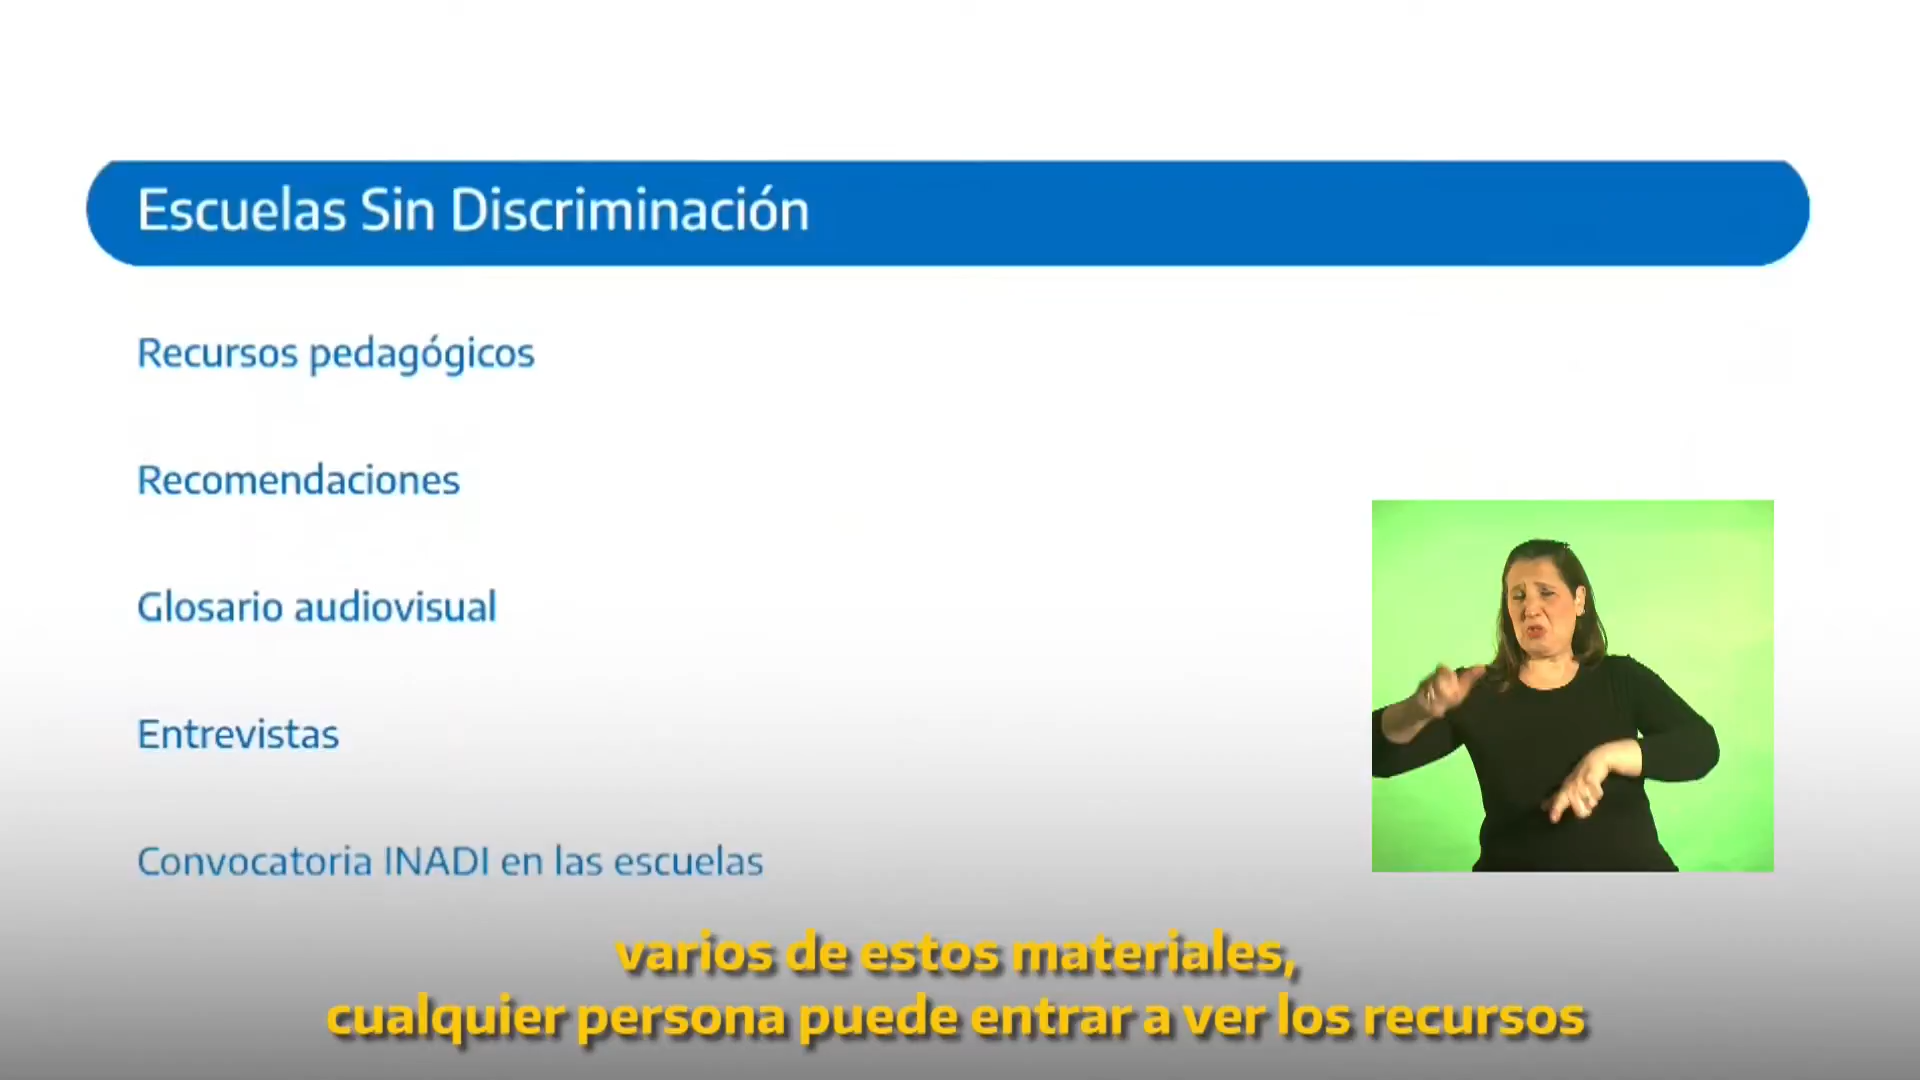 Escuelas Sin Discriminación
Recursos pedagógicos
Recomendaciones
Glosario audiovisual
Entrevistas
Convocatoria INADI en las escuelas
varios de estos materiales,
cualquier persona puede entrar a ver los recursos